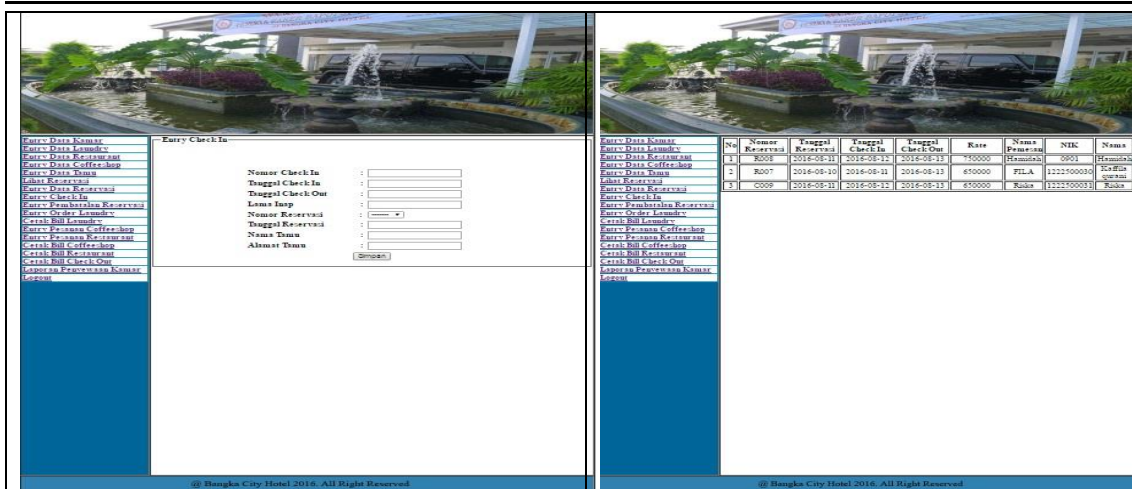 BANGKA CITY HOTEL
Entry Data Kamar
Entry Data Laundry
Entry Data Restaurant
Entry Data Coffeeshop
Entry Data Tamu
Lihat Reservasi
Entry Data Reservasi
Entry Check In
Entry Pembatalan Reservasi
Entry Order Laundry
Cetak Bill Laundry
Entry Pesanan Coffeeshop
Entry Pesanan Restaurant
Cetak Bill Coffeeshop
Cetak Bill Restaurant
Cetak Bill Check Out
Laporan Penyewaan Kamar
Logout
Entry Check In
Nomor Check In :
Tanggal Check In :
Tanggal Check Out :
Lama Inap :
Nomor Reservasi : ------
Tanggal Reservasi :
Nama Tamu :
Alamat Tamu :
Simpan
@ Bangka City Hotel 2016. All Right Reserved
Entry Data Kamar
Entry Data Laundry
Entry Data Restaurant
Entry Data Coffeeshop
Entry Data Tamu
Lihat Reservasi
Entry Data Reservasi
Entry Check In
Entry Pembatalan Reservasi
Entry Order Laundry
Cetak Bill Laundry
Entry Pesanan Coffeeshop
Entry Pesanan Restaurant
Cetak Bill Coffeeshop
Cetak Bill Restaurant
Cetak Bill Check Out
Laporan Penyewaan Kamar
Logout
No Nomor Reservasi Tanggal Reservasi Tanggal Check In Tanggal Check Out Rate Nama Pemesan NIK Nama
1 R008 2016-08-11 2016-08-12 2016-08-13 750000 Hamidah 0901 Hamidah
2 R007 2016-08-10 2016-08-11 2016-08-13 650000 FILA 1222500030 Kaffila qurani
3 C009 2016-08-11 2016-08-12 2016-08-13 650000 Riska 1222500031 Riska
@ Bangka City Hotel 2016. All Right Reserved